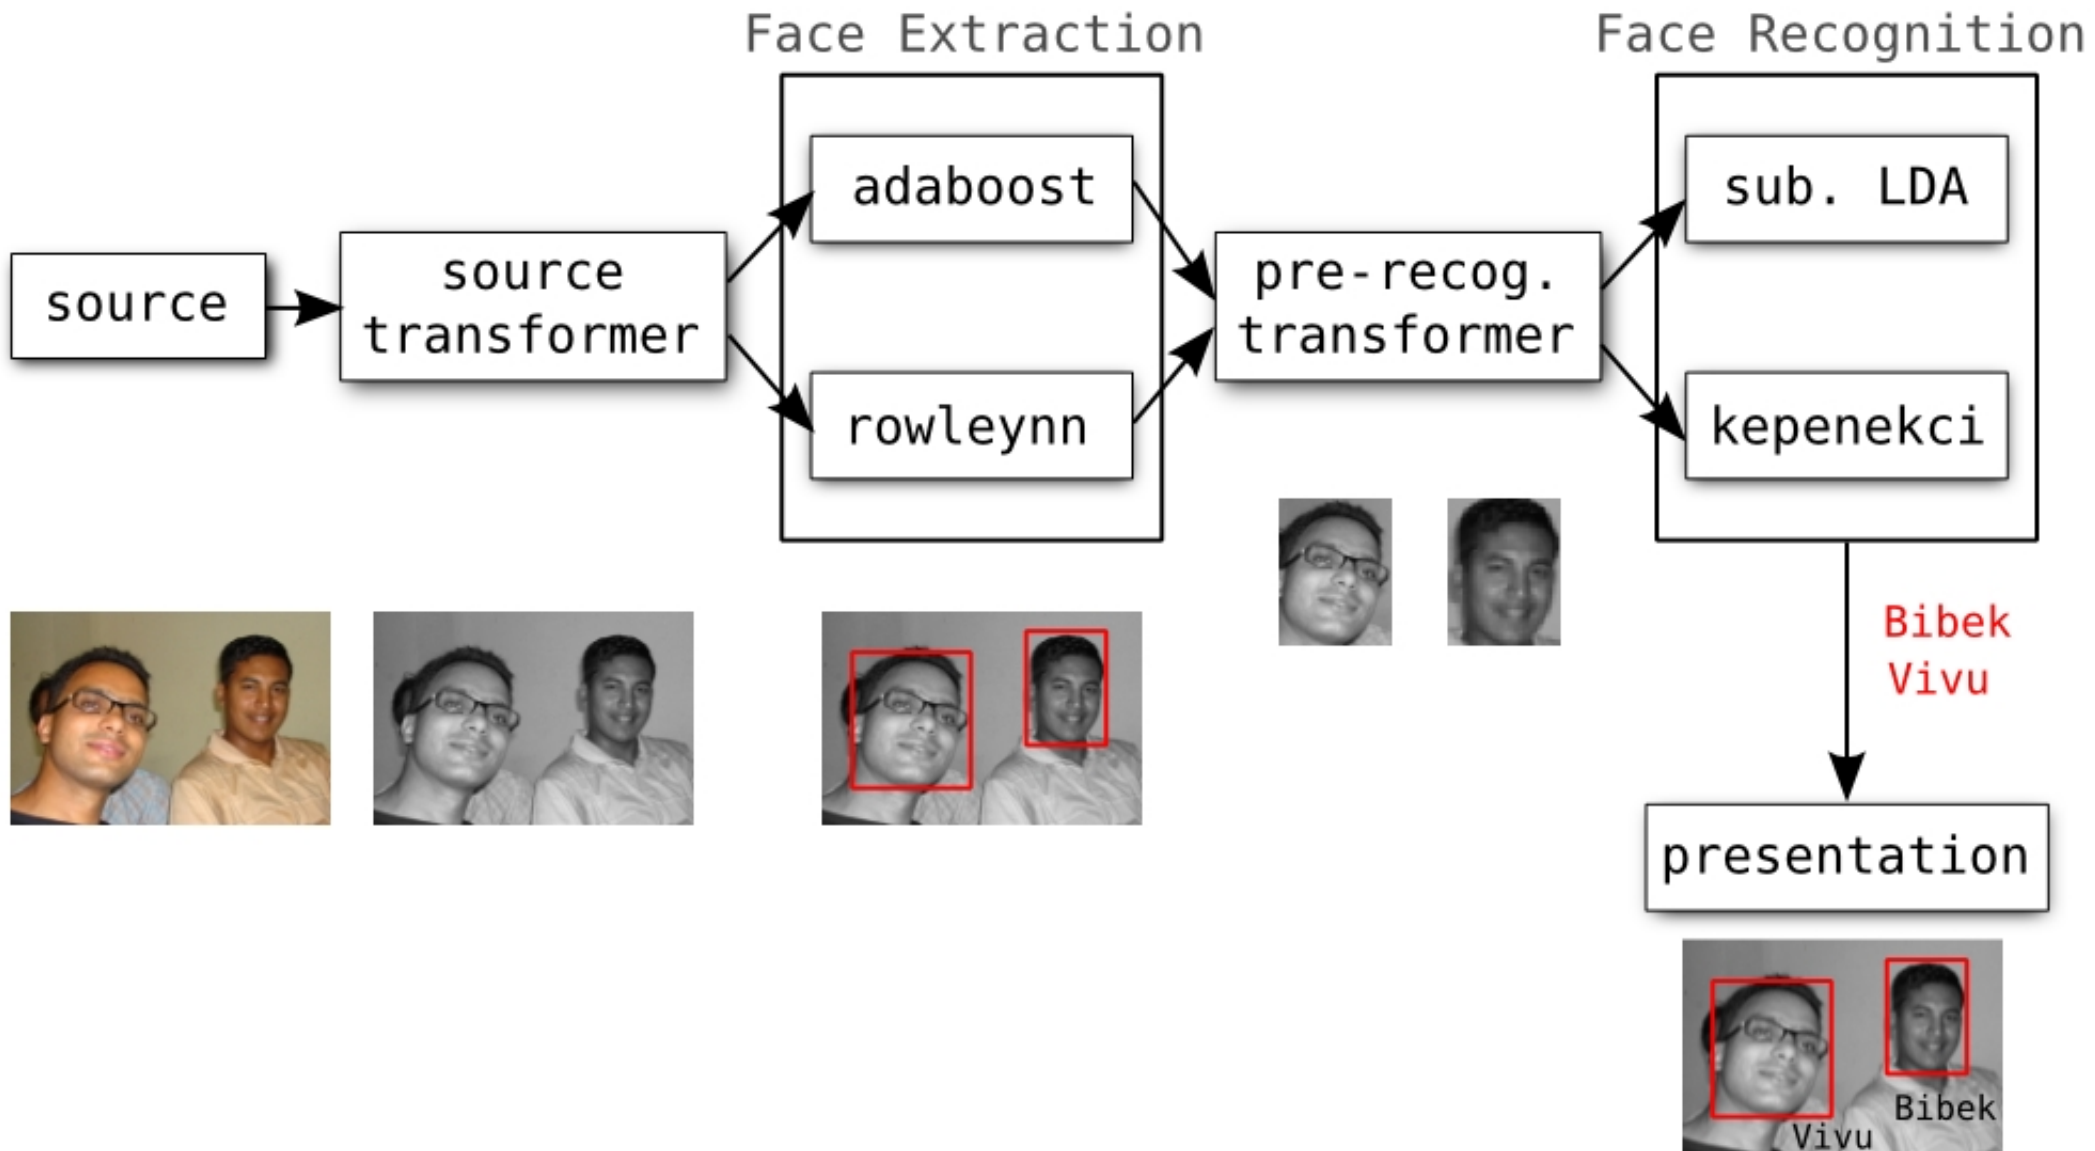 Face Extraction
Face Recognition
adaboost
sub. LDA
source
source
transformer
pre-recog.
transformer
rowleynn
kepenekci
Bibek
Vivu
presentation
Bibek
Vivu